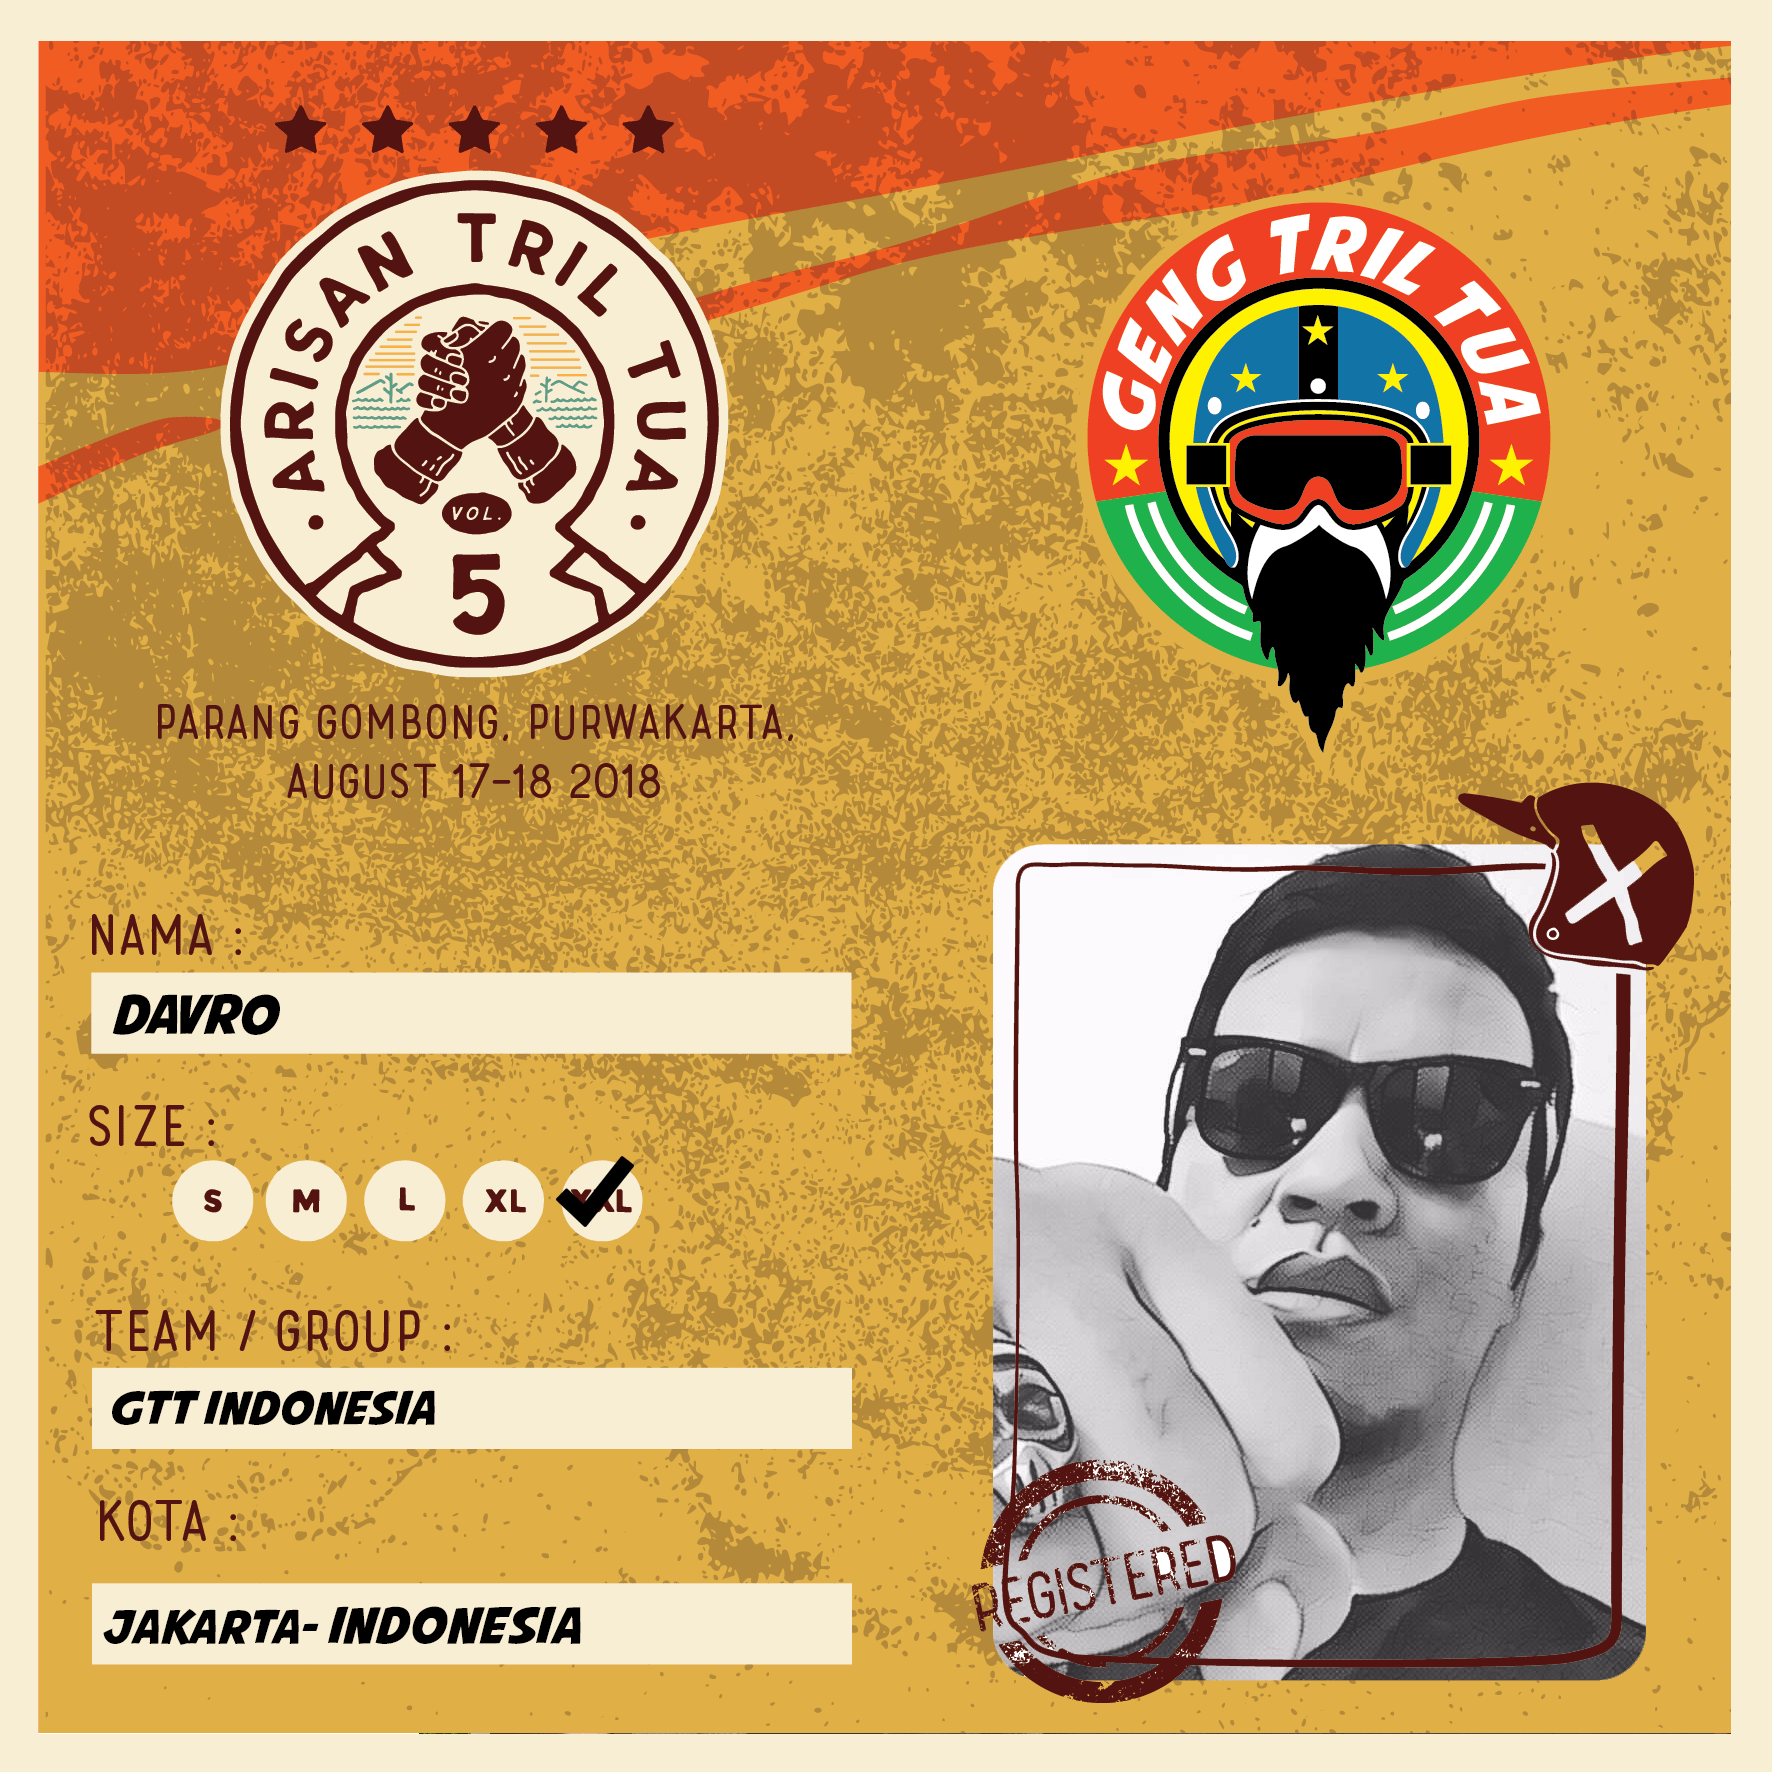 ARISAN TRIL TUA
VOL.
5
GENG TRIL TUA
PARANG GOMBONG, PURWAKARTA,
AUGUST 17-18 2018
NAMA :
DAVRO
SIZE :
S M L XL XXL
TEAM / GROUP :
GTT INDONESIA
KOTA :
JAKARTA- INDONESIA
REGISTERED